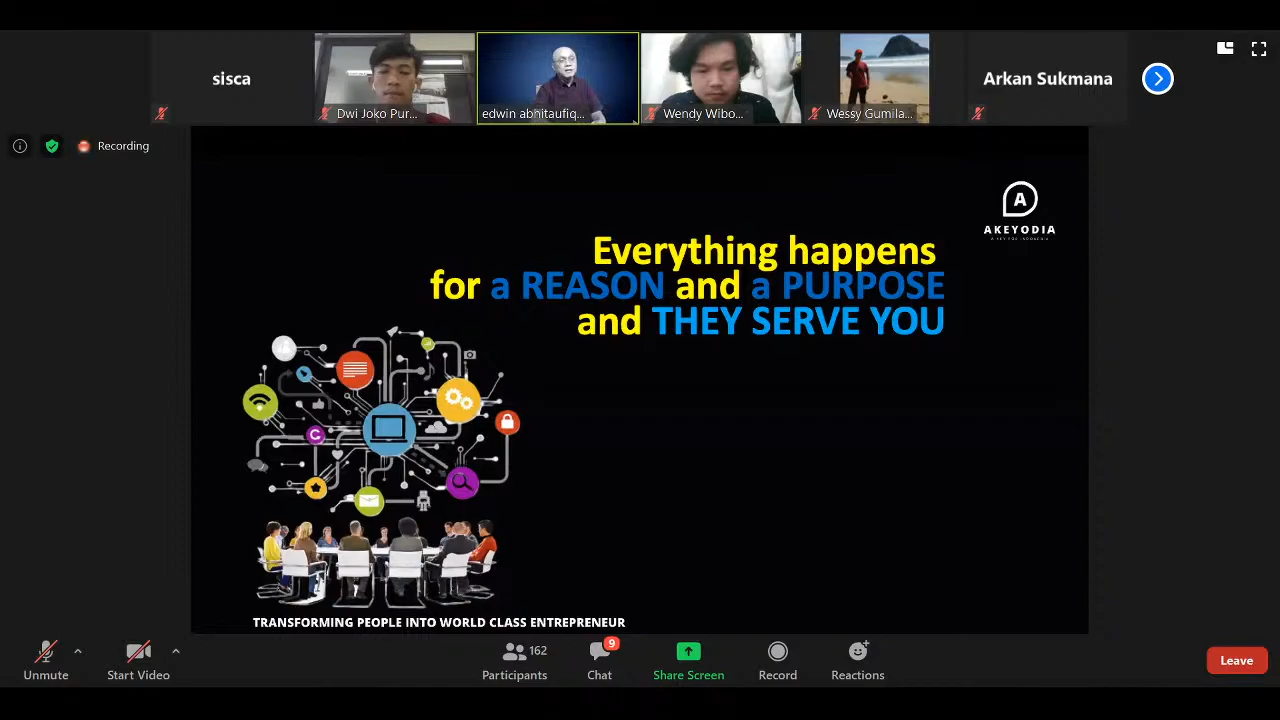 sisca
Dwi Joko Pur...
edwin abhitaufiq...
Wendy Wibo...
Wessy Gumila...
Arkan Sukmana
Recording
A
AKEYODIA
Everything happens
for a REASON and a PURPOSE
and THEY SERVE YOU
C
TRANSFORMING PEOPLE INTO WORLD CLASS ENTREPRENEUR
Unmute
Start Video
162
Participants
9
Chat
Share Screen
Record
Reactions
Leave